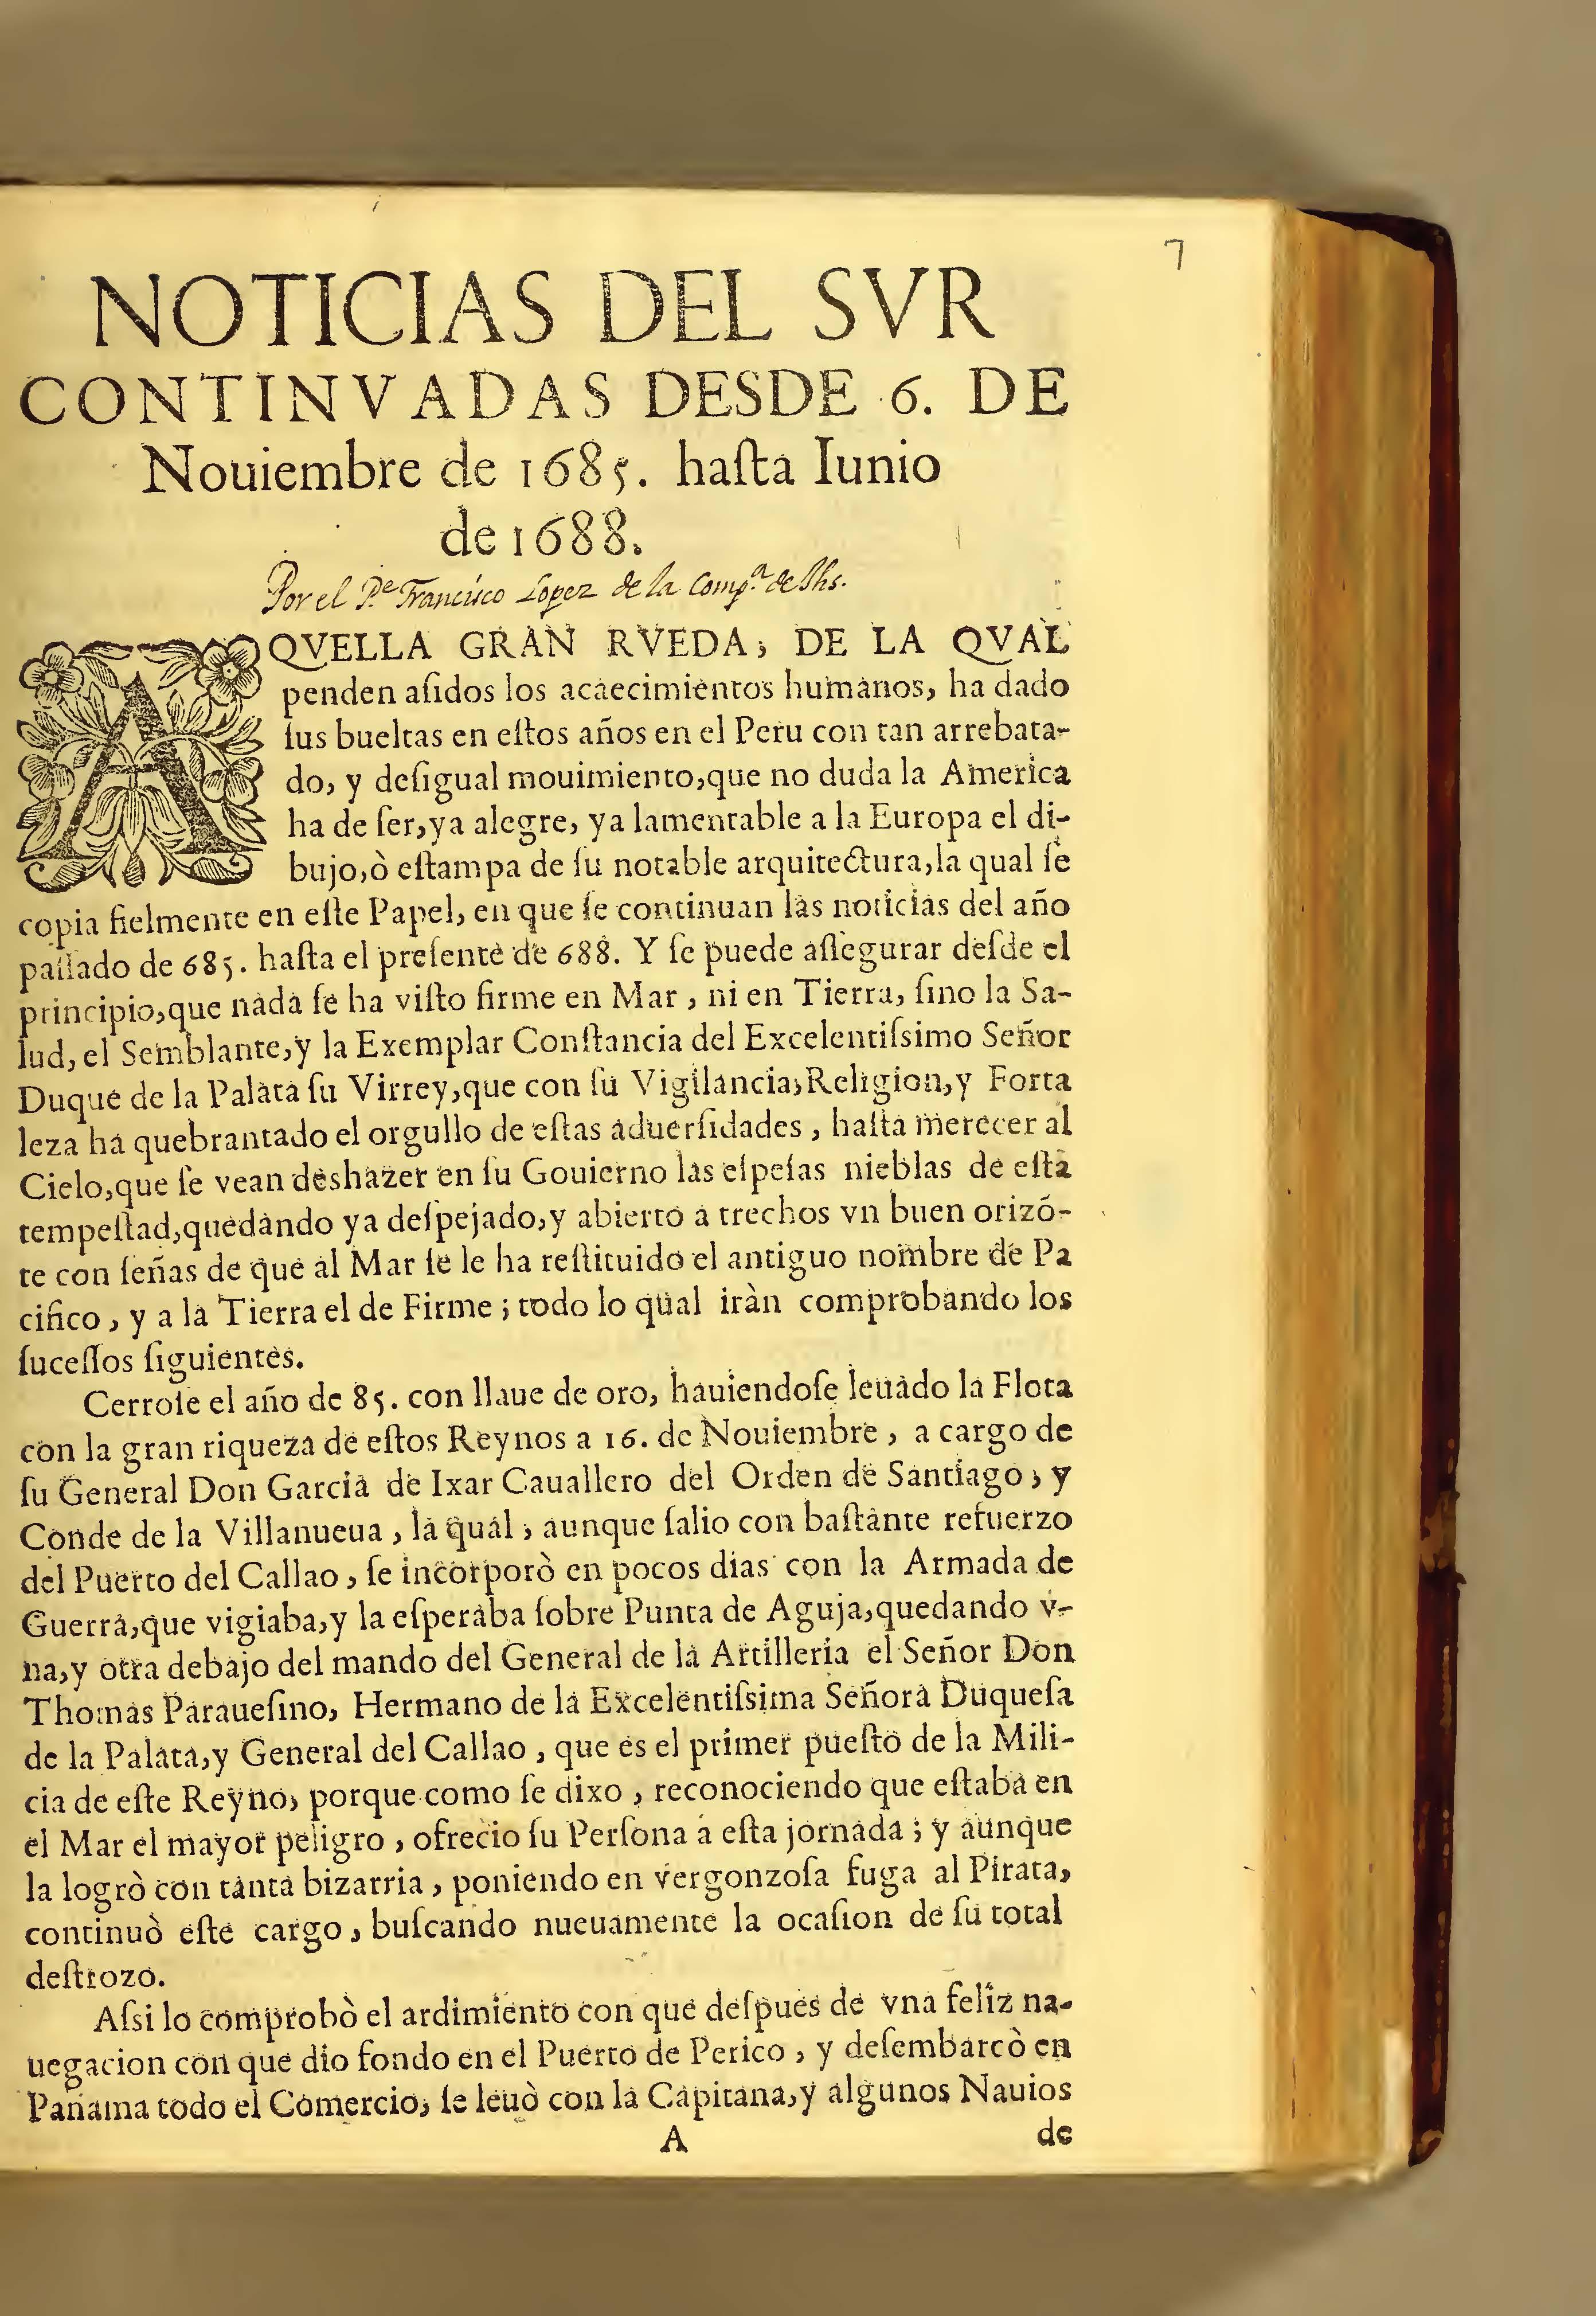 7
NOTICIAS DEL SVR
CONTINVADAS DESDE 6. DE
Nouiembre de 1685. haſta Iunio
de 1688.
Por el P.e Francisco Lopez de la Comp.a de Jhs.
AQVELLA GRAN RVEDA, DE LA QVAL
penden aſidos los acaecimientos humanos, ha dado
ſus bueltas en eſtos años en el Peru con tan arrebata-
do, y deſigual mouimiento,que no duda la America
ha de ſer,ya alegre, ya lamentable a la Europa el di-
bujo,ò eſtampa de ſu notable arquitectura,la qual ſe
copia fielmente en eſte Papel, en que ſe continuan las noticias del año
paſſado de 685. haſta el preſente de 688. Y ſe puede aſſegurar deſde el
principio,que nada ſe ha viſto firme en Mar , ni en Tierra, ſino la Sa-
lud, el Semblante,y la Exemplar Conſtancia del Excelentiſsimo Señor
Duque de la Palata ſu Virrey,que con ſu Vigilancia,Religion,y Forta
leza ha quebrantado el orgullo de eſtas aduerſidades , haſta merecer al
Cielo,que ſe vean deshazer en ſu Gouierno las eſpeſas nieblas de eſta
tempeſtad,quedando ya deſpejado,y abierto a trechos vn buen orizó-
te con ſeñas de que al Mar ſe le ha reſtituido el antiguo nombre de Pa
cifico , y a la Tierra el de Firme ; todo lo qual iràn comprobando los
ſuceſſos ſiguientes.
Cerroſe el año de 85. con llaue de oro, hauiendoſe leuado la Flota
con la gran riqueza de eſtos Reynos a 16. de Nouiembre , a cargo de
ſu General Don Garcia de Ixar Cauallero del Orden de Santiago, y
Conde de la Villanueua , la qual , aunque ſalio con baſtante refuerzo
del Puerto del Callao , ſe incorporò en pocos dias con la Armada de
Guerra,que vigiaba,y la eſperaba ſobre Punta de Aguja,quedando v-
na,y otra debajo del mando del General de la Artilleria el Señor Don
Thomas Paraueſino, Hermano de la Excelentiſsima Señora Duqueſa
de la Palata,y General del Callao , que es el primer pueſto de la Mili-
cia de eſte Reyno, porque como ſe dixo , reconociendo que eſtaba en
el Mar el mayor peligro , ofrecio ſu Perſona a eſta jornada ; y aunque
la logrò con tanta bizarria , poniendo en vergonzoſa fuga al Pirata,
continuò eſte cargo , buſcando nueuamente la ocaſion de ſu total
deſtrozo.
Aſsi lo comprobò el ardimiento con que deſpues de vna feliz na-
uegacion con que dio fondo en el Puerto de Perico , y deſembarcò en
Panama todo el Comercio, ſe leuò con la Capitana,y algunos Nauios
A
de